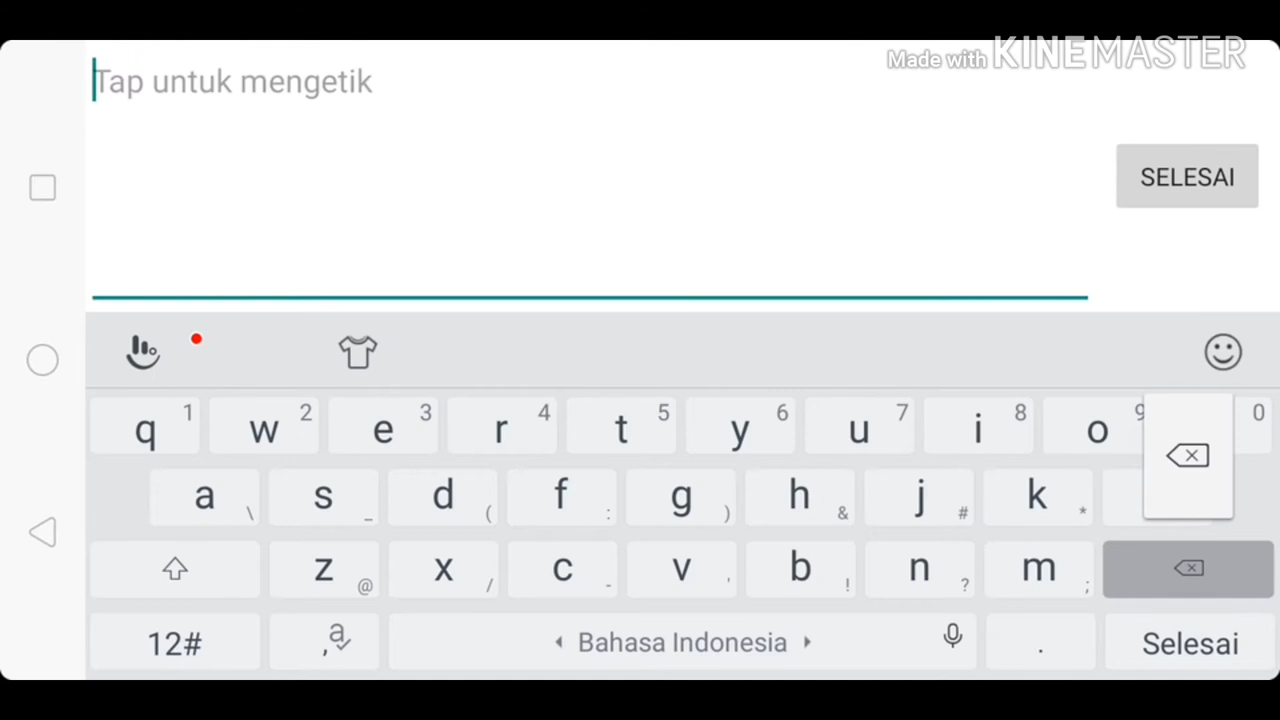 Made with KINEMASTER
Tap untuk mengetik
SELESAI
q 1 w 2 e 3 r 4 t 5 y 6 u 7 i 8 o 9 0
a \ s _ d ( f : g ) h & j # k *
z @ x / c - v ' b ! n ? m ;
12# , a Bahasa Indonesia . Selesai